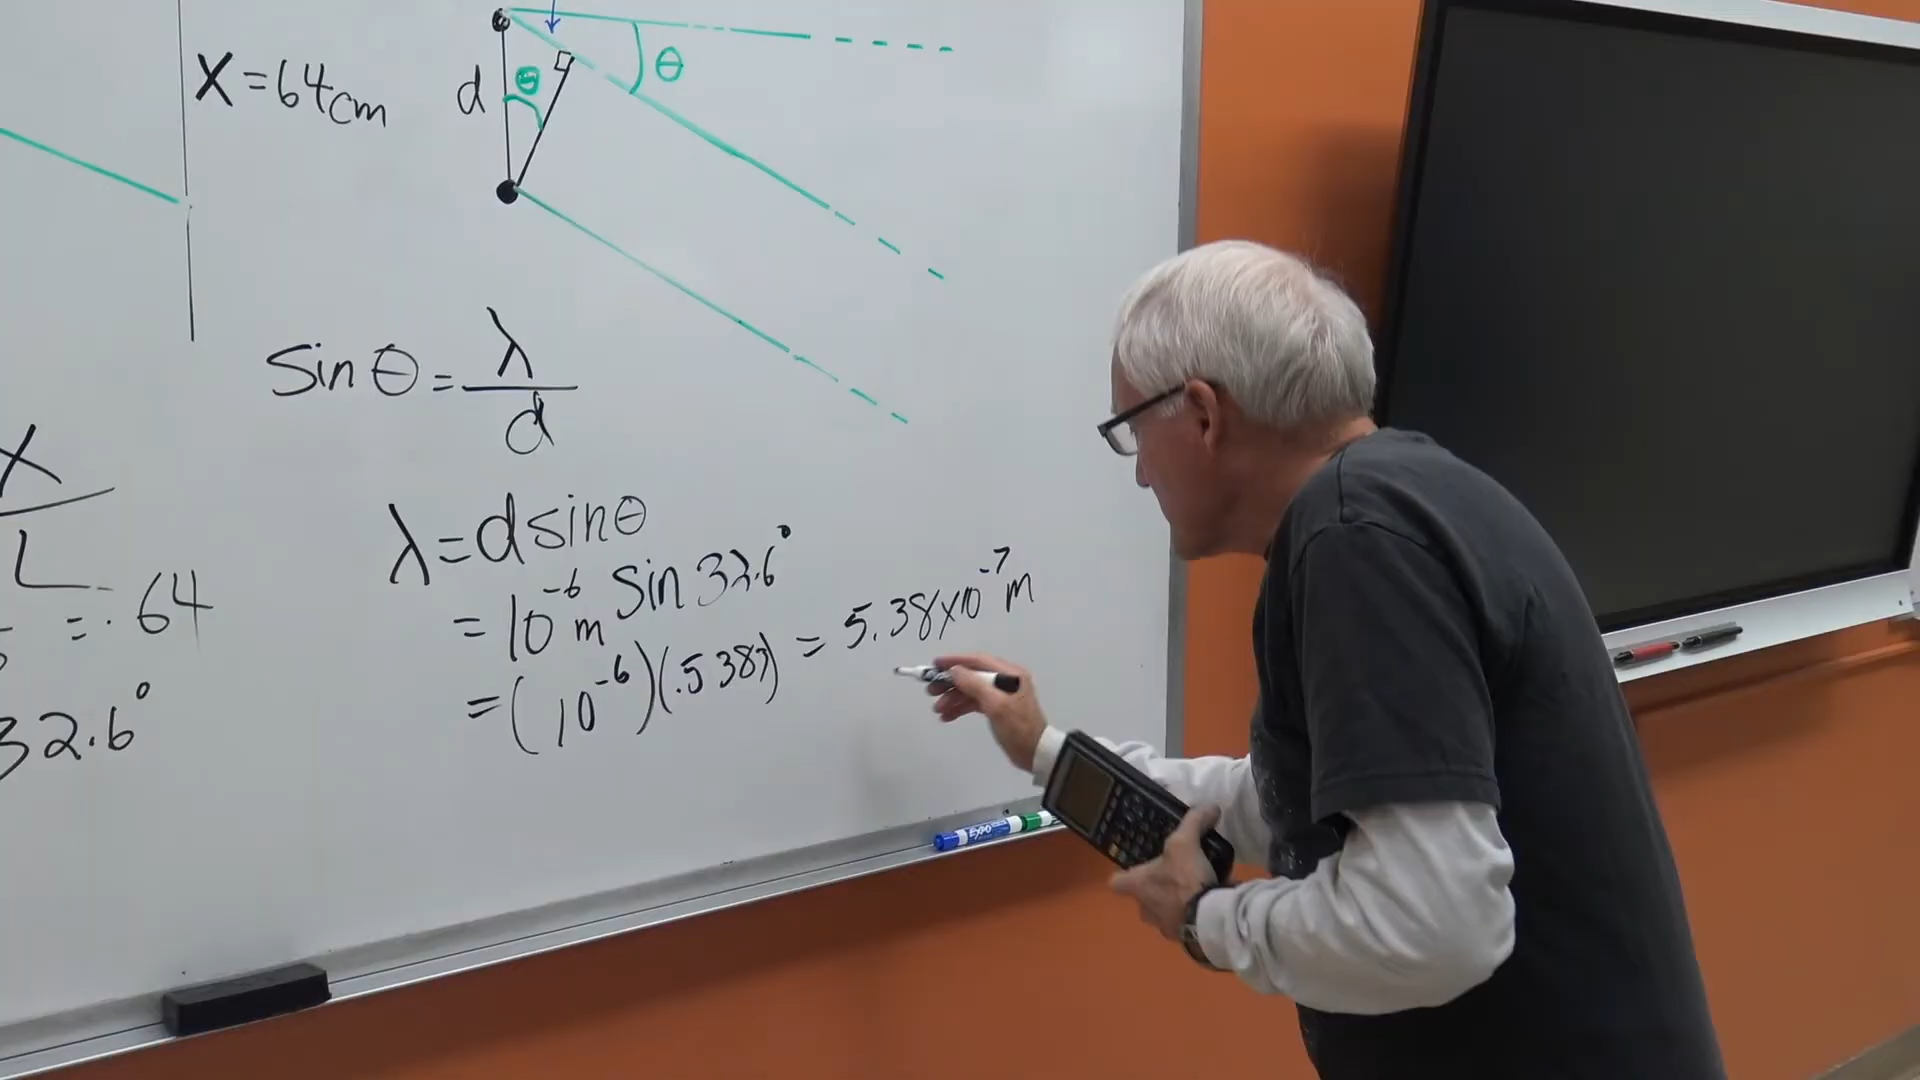 X = 64cm
θ
θ
d
sin θ = λ / d
X / L
= .64
32.6°
λ = d sin θ
= 10⁻⁶ m sin 32.6°
= (10⁻⁶)(.5387) = 5.38 x 10⁻⁷ m
EXPO